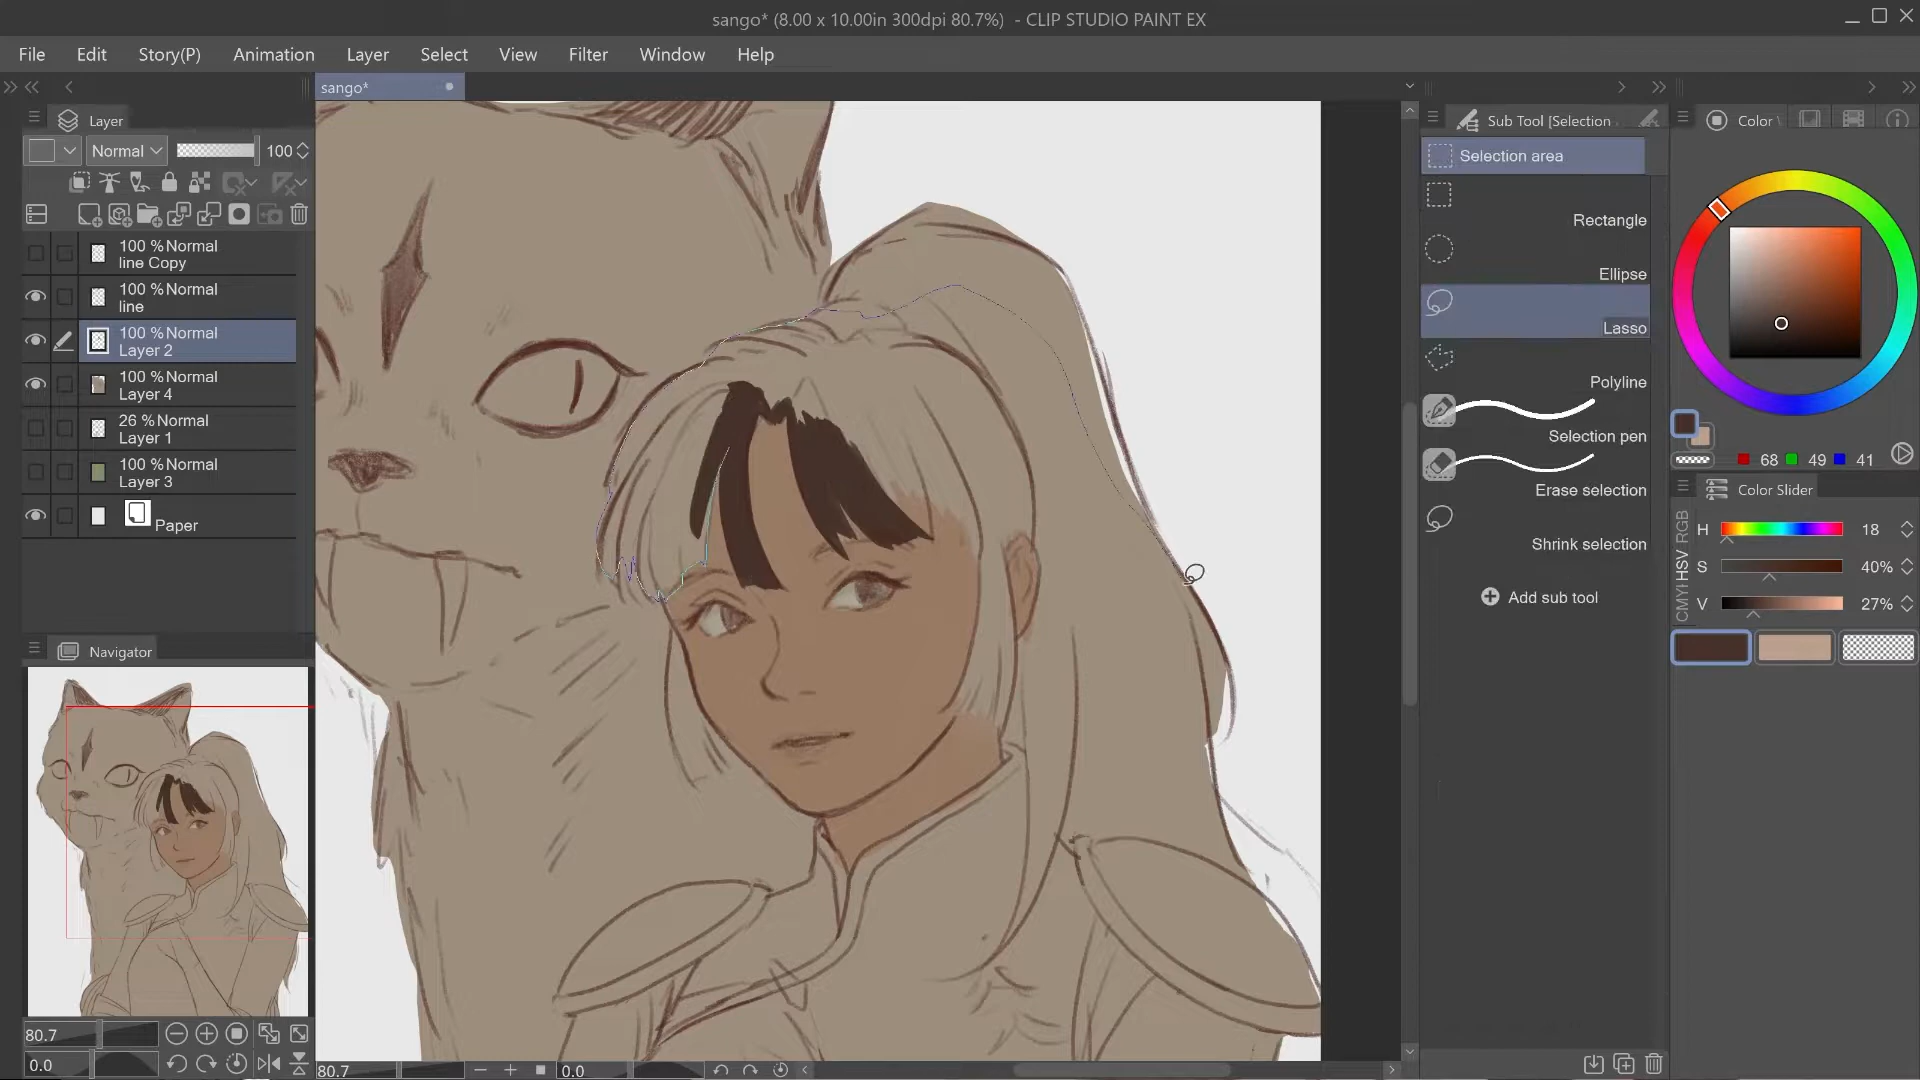 sango* (8.00 x 10.00in 300dpi 80.7%) - CLIP STUDIO PAINT EX
File Edit Story(P) Animation Layer Select View Filter Window Help
sango*
Layer
Normal 100
100 %Normal
line Copy
100 %Normal
line
100 %Normal
Layer 2
100 %Normal
Layer 4
26 %Normal
Layer 1
100 %Normal
Layer 3
Paper
Navigator
80.7
0.0
80.7 0.0
Sub Tool [Selection
Selection area
Rectangle
Ellipse
Lasso
Polyline
Selection pen
Erase selection
Shrink selection
Add sub tool
Color
68 49 41
Color Slider
RGB
HSV
CMYK
H 18
S 40%
V 27%